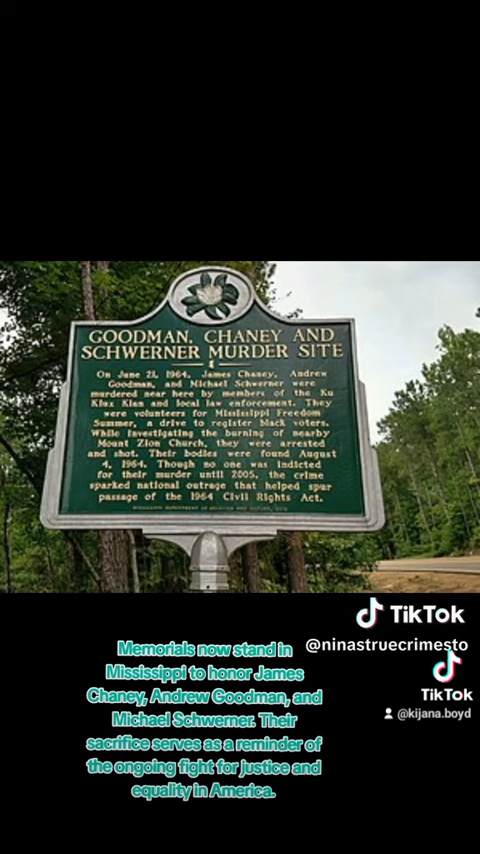 GOODMAN, CHANEY AND
SCHWERNER MURDER SITE
On June 21, 1964, James Chaney, Andrew
Goodman, and Michael Schwerner were
murdered near here by members of the Ku
Klux Klan and local law enforcement. They
were volunteers for Mississippi Freedom
Summer, a drive to register black voters.
While investigating the burning of nearby
Mount Zion Church, they were arrested
and shot. Their bodies were found August
4, 1964. Though no one was indicted
for their murder until 2005, the crime
sparked national outrage that helped spur
passage of the 1964 Civil Rights Act.
MISSISSIPPI DEPARTMENT OF ARCHIVES AND HISTORY,
TikTok
@ninastruecrimesto
TikTok
@kijana.boyd
Memorials now stand in
Mississippi to honor James
Chaney, Andrew Goodman, and
Michael Schwerner. Their
sacrifice serves as a reminder of
the ongoing fight for justice and
equality in America.